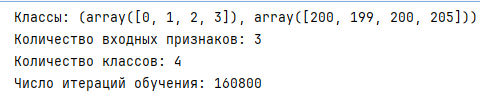 Классы: (array([0, 1, 2, 3]), array([200, 199, 200, 205]))
Количество входных признаков: 3
Количество классов: 4
Число итераций обучения: 160800